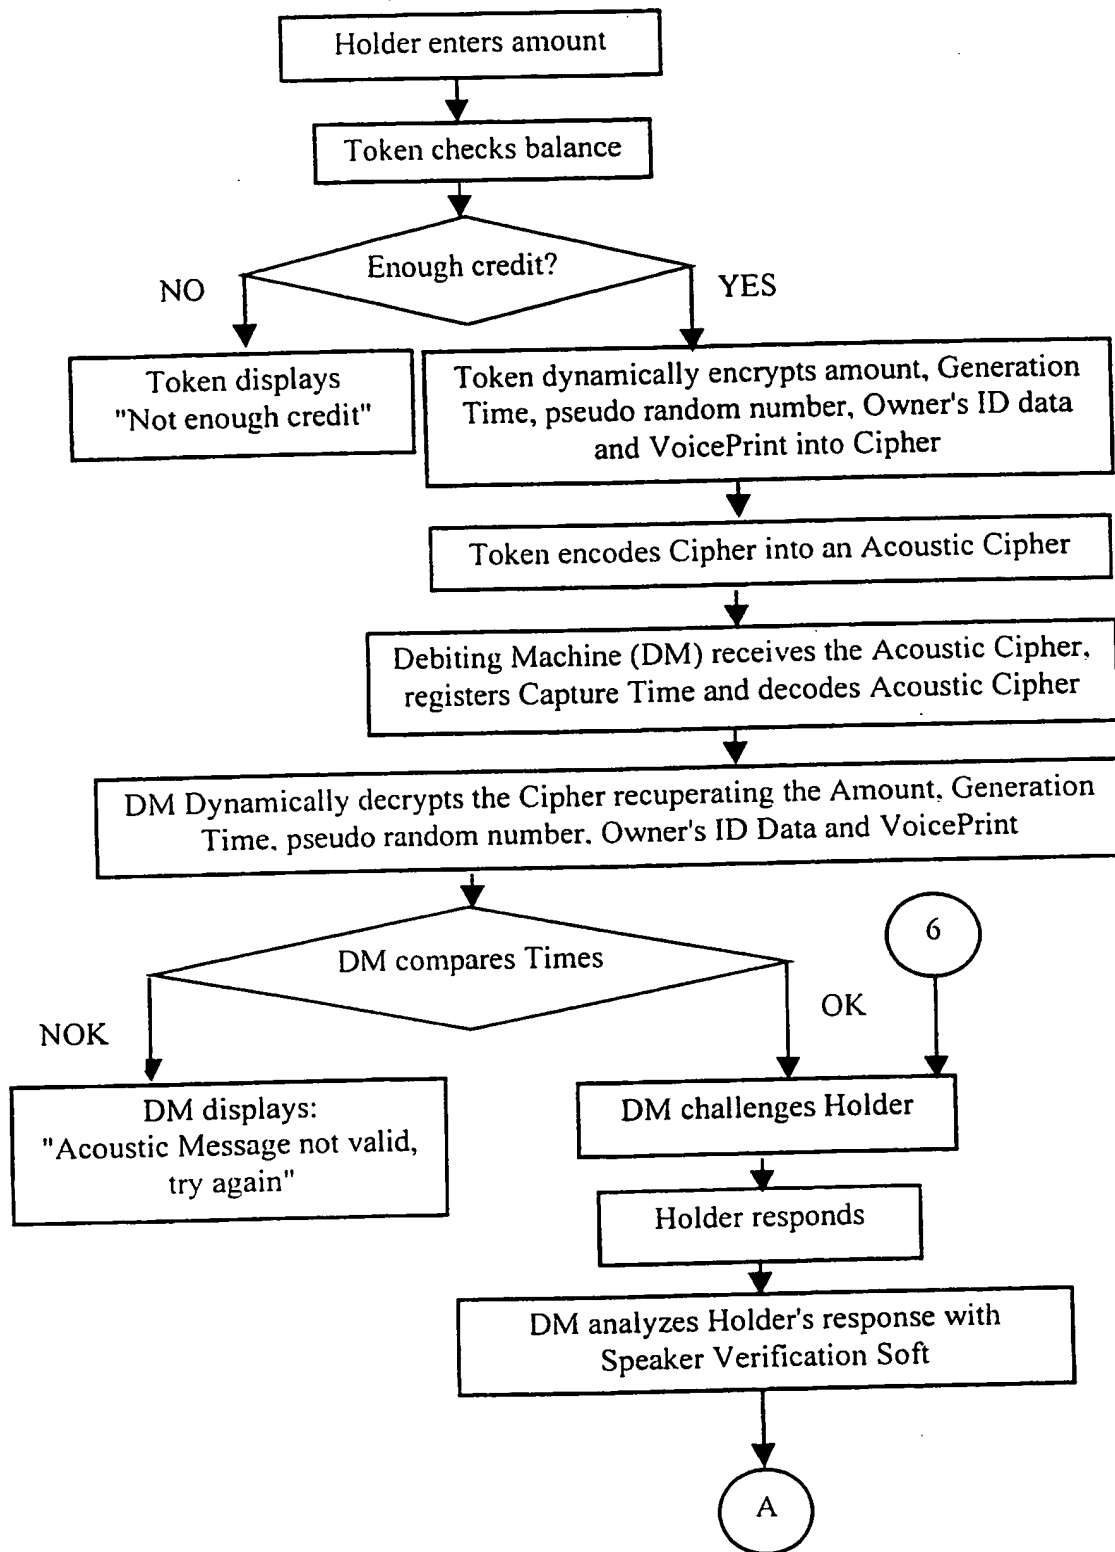 Holder enters amount
Token checks balance
Enough credit?
NO
YES
Token displays
"Not enough credit"
Token dynamically encrypts amount, Generation
Time, pseudo random number, Owner's ID data
and VoicePrint into Cipher
Token encodes Cipher into an Acoustic Cipher
Debiting Machine (DM) receives the Acoustic Cipher,
registers Capture Time and decodes Acoustic Cipher
DM Dynamically decrypts the Cipher recuperating the Amount, Generation
Time, pseudo random number, Owner's ID Data and VoicePrint
6
DM compares Times
OK
NOK
DM displays:
"Acoustic Message not valid,
try again"
DM challenges Holder
Holder responds
DM analyzes Holder's response with
Speaker Verification Soft
A